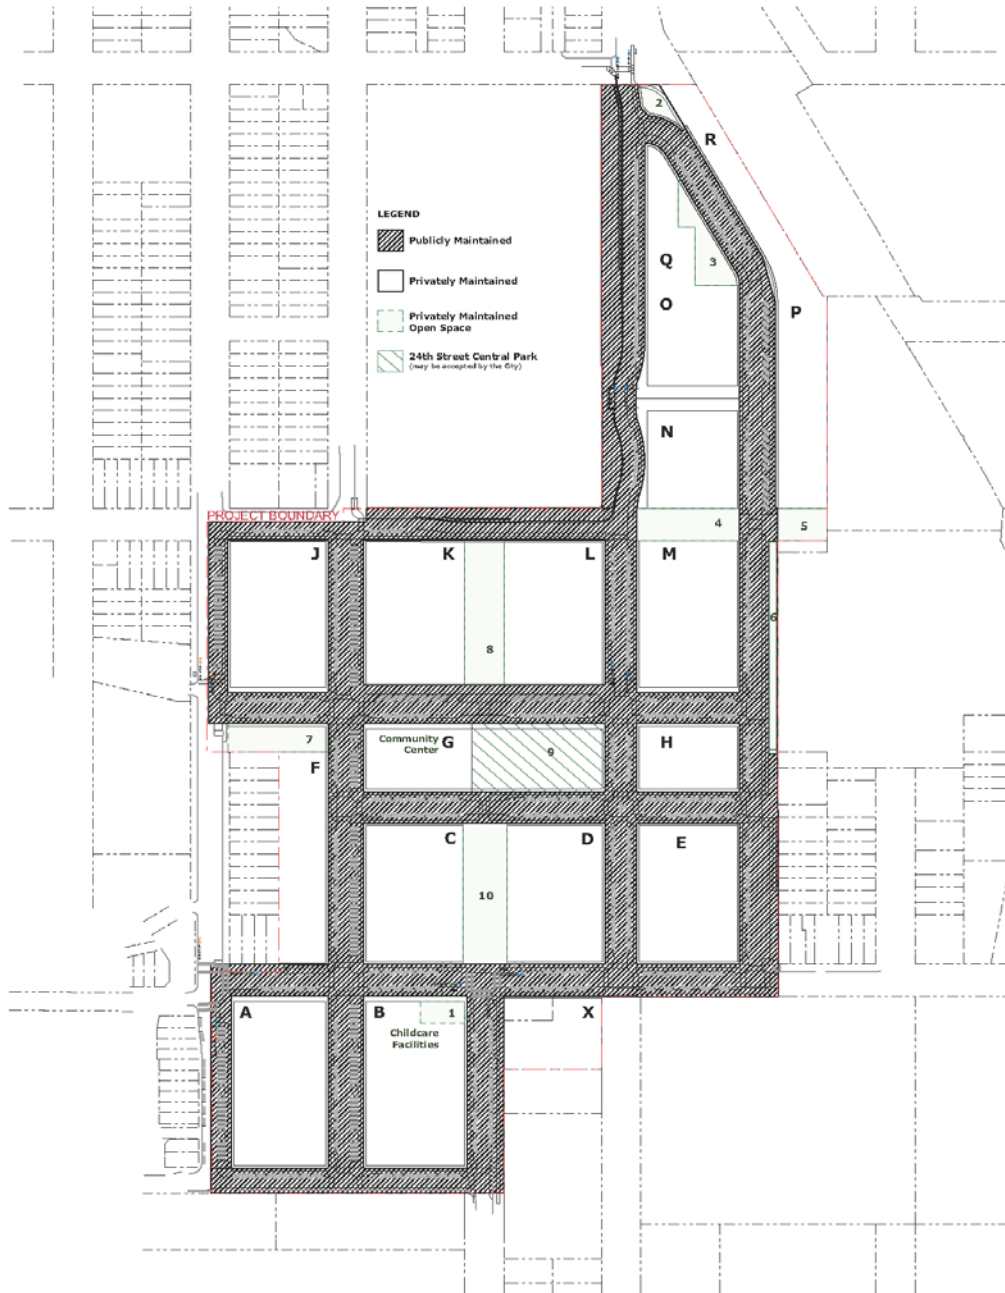 2
R
LEGEND
Publicly Maintained
Privately Maintained
Privately Maintained
Open Space
24th Street Central Park
(may be accepted by the City)
Q
3
O
P
N
PROJECT BOUNDARY
4
5
J
K
L
M
6
8
7
Community
Center
G
9
H
F
C
D
E
10
A
B
1
X
Childcare
Facilities